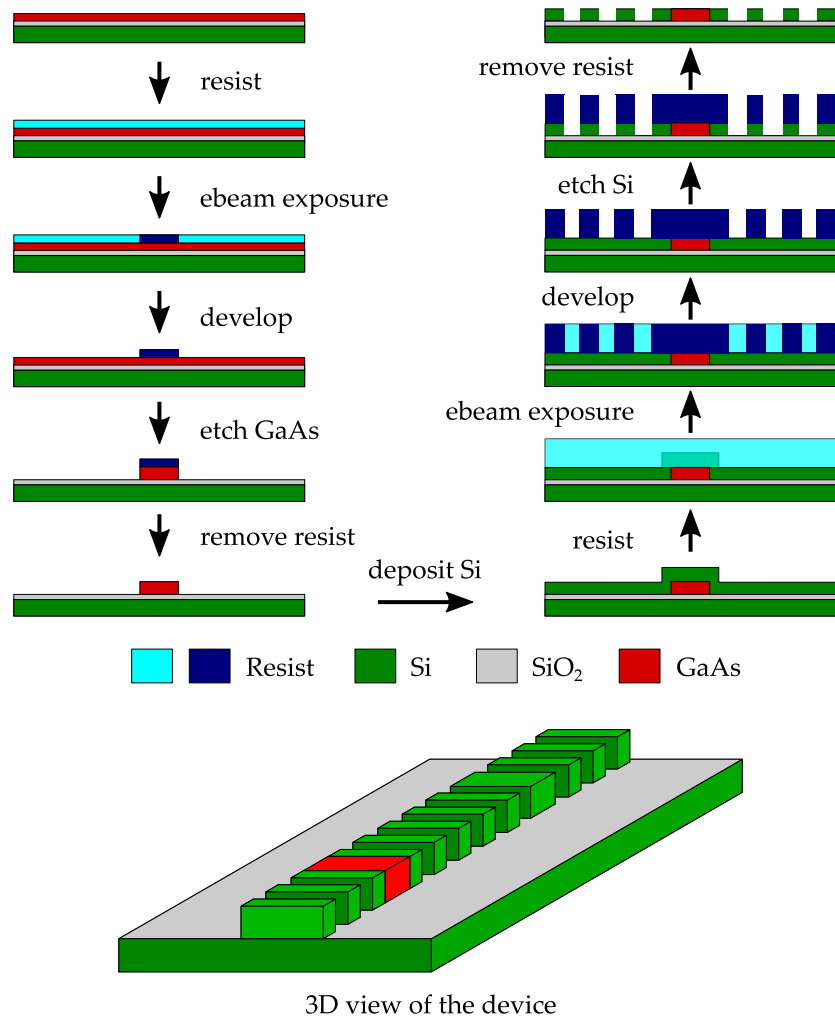 resist
ebeam exposure
develop
etch GaAs
remove resist
deposit Si
resist
ebeam exposure
develop
etch Si
remove resist
Resist Si SiO₂ GaAs
3D view of the device